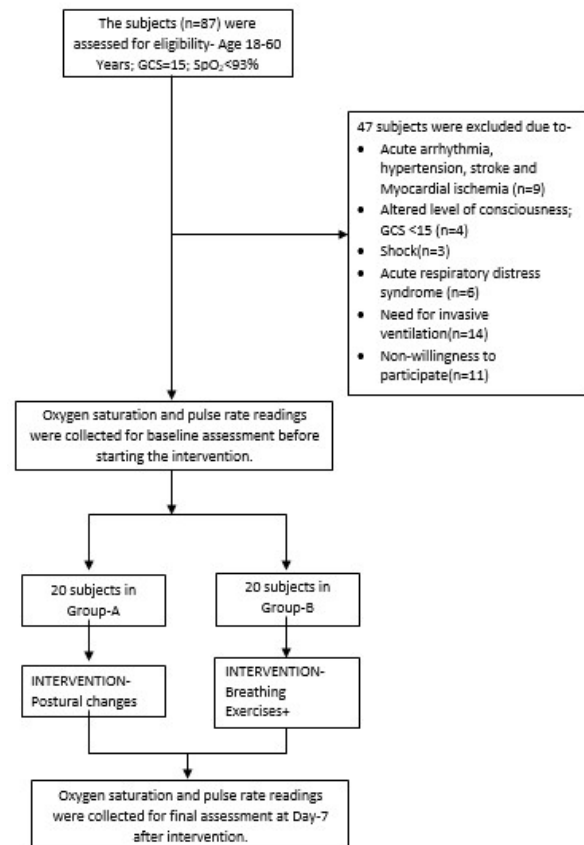 The subjects (n=87) were
assessed for eligibility- Age 18-60
Years; GCS=15; SpO₂<93%
47 subjects were excluded due to-
• Acute arrhythmia,
hypertension, stroke and
Myocardial ischemia (n=9)
• Altered level of consciousness;
GCS <15 (n=4)
• Shock(n=3)
• Acute respiratory distress
syndrome (n=6)
• Need for invasive
ventilation(n=14)
• Non-willingness to
participate(n=11)
Oxygen saturation and pulse rate readings
were collected for baseline assessment before
starting the intervention.
20 subjects in
Group-A
20 subjects in
Group-B
INTERVENTION-
Postural changes
INTERVENTION-
Breathing
Exercises+
Oxygen saturation and pulse rate readings
were collected for final assessment at Day-7
after intervention.